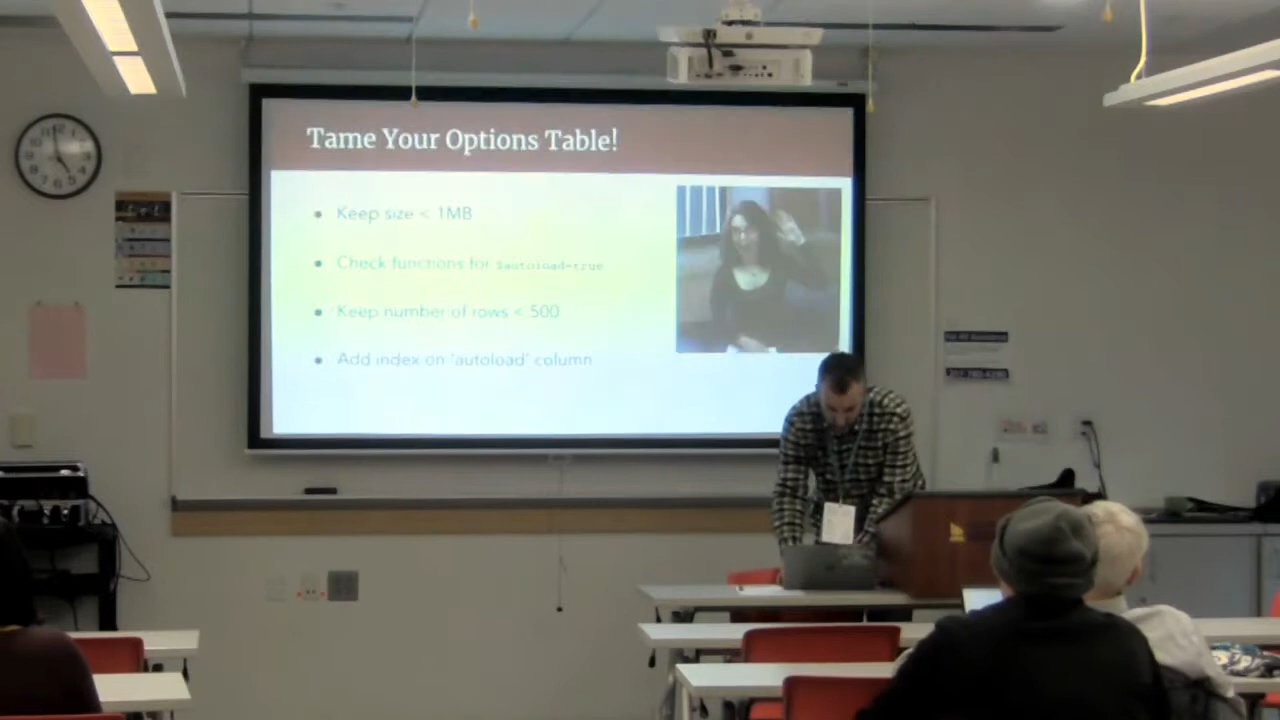 Tame Your Options Table!
Keep size < 1MB
Check functions for $autoload=true
Keep number of rows < 500
Add index on 'autoload' column